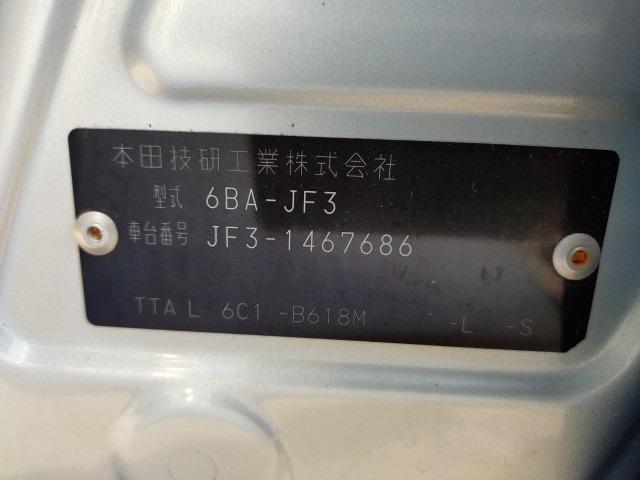 本田技研工業株式会社
型式 6BA-JF3
車台番号 JF3-1467686
TTA L 6C1 -B618M -L -S